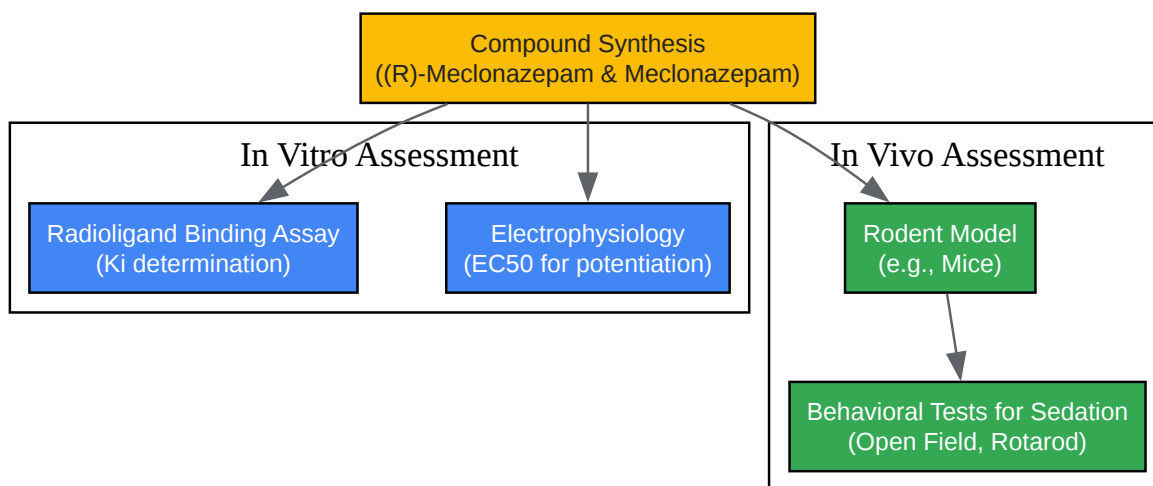 Compound Synthesis
((R)-Meclonazepam & Meclonazepam)
In Vitro Assessment
Radioligand Binding Assay
(Ki determination)
Electrophysiology
(EC50 for potentiation)
In Vivo Assessment
Rodent Model
(e.g., Mice)
Behavioral Tests for Sedation
(Open Field, Rotarod)